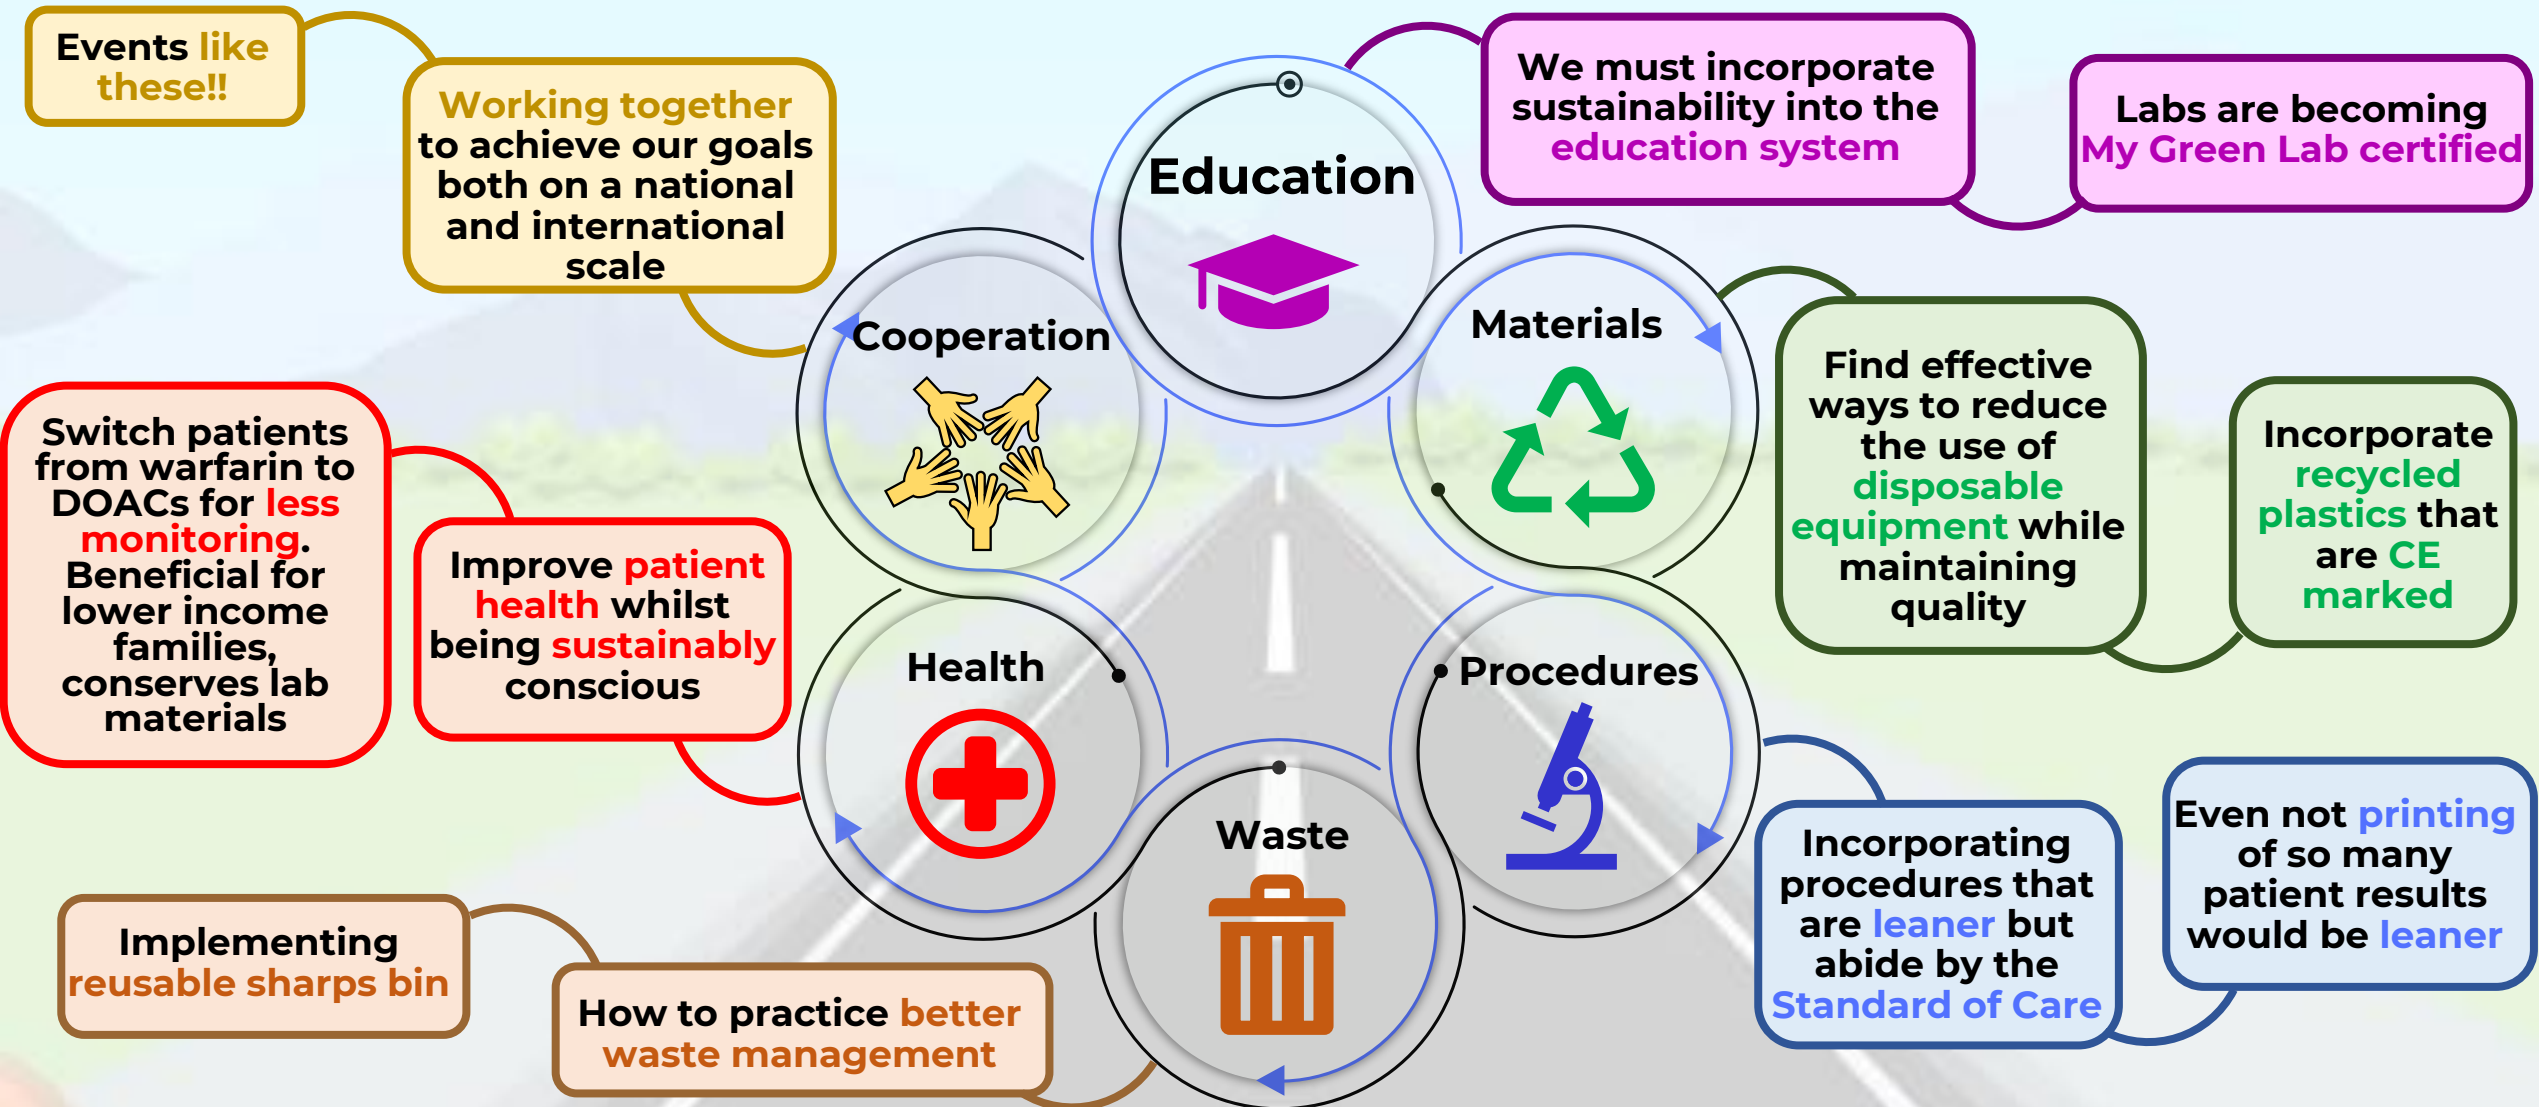 Events like
these!!
Working together
to achieve our goals
both on a national
and international
scale
Cooperation
Education
We must incorporate
sustainability into the
education system
Labs are becoming
My Green Lab certified
Materials
Find effective
ways to reduce
the use of
disposable
equipment while
maintaining
quality
Incorporate
recycled
plastics that
are CE
marked
Switch patients
from warfarin to
DOACs for less
monitoring.
Beneficial for
lower income
families,
conserves lab
materials
Improve patient
health whilst
being sustainably
conscious
Health
Procedures
Incorporating
procedures that
are leaner but
abide by the
Standard of Care
Even not printing
of so many
patient results
would be leaner
Waste
Implementing
reusable sharps bin
How to practice better
waste management